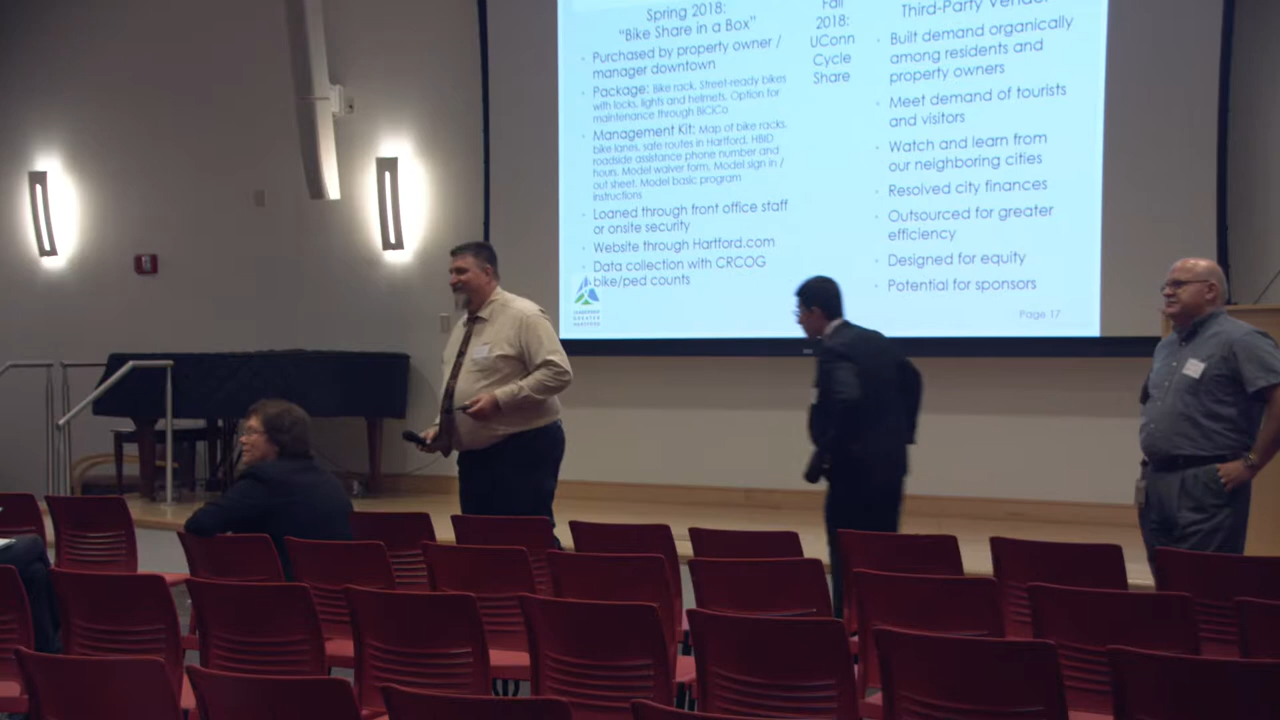 Spring 2018:
“Bike Share in a Box”
Purchased by property owner /
manager downtown
Package: Bike rack. Street-ready bikes
with locks, lights and helmets. Option for
maintenance through BiCiCo
Management Kit: Map of bike racks,
bike lanes, safe routes in Hartford, HBID
roadside assistance phone number and
hours. Model waiver form. Model sign in /
out sheet. Model basic program
instructions
Loaned through front office staff
or onsite security
Website through Hartford.com
Data collection with CRCOG
bike/ped counts
Fall
2018:
UConn
Cycle
Share
Third-Party Vendor
Built demand organically
among residents and
property owners
Meet demand of tourists
and visitors
Watch and learn from
our neighboring cities
Resolved city finances
Outsourced for greater
efficiency
Designed for equity
Potential for sponsors
LEADERSHIP
GREATER
HARTFORD
Page 17